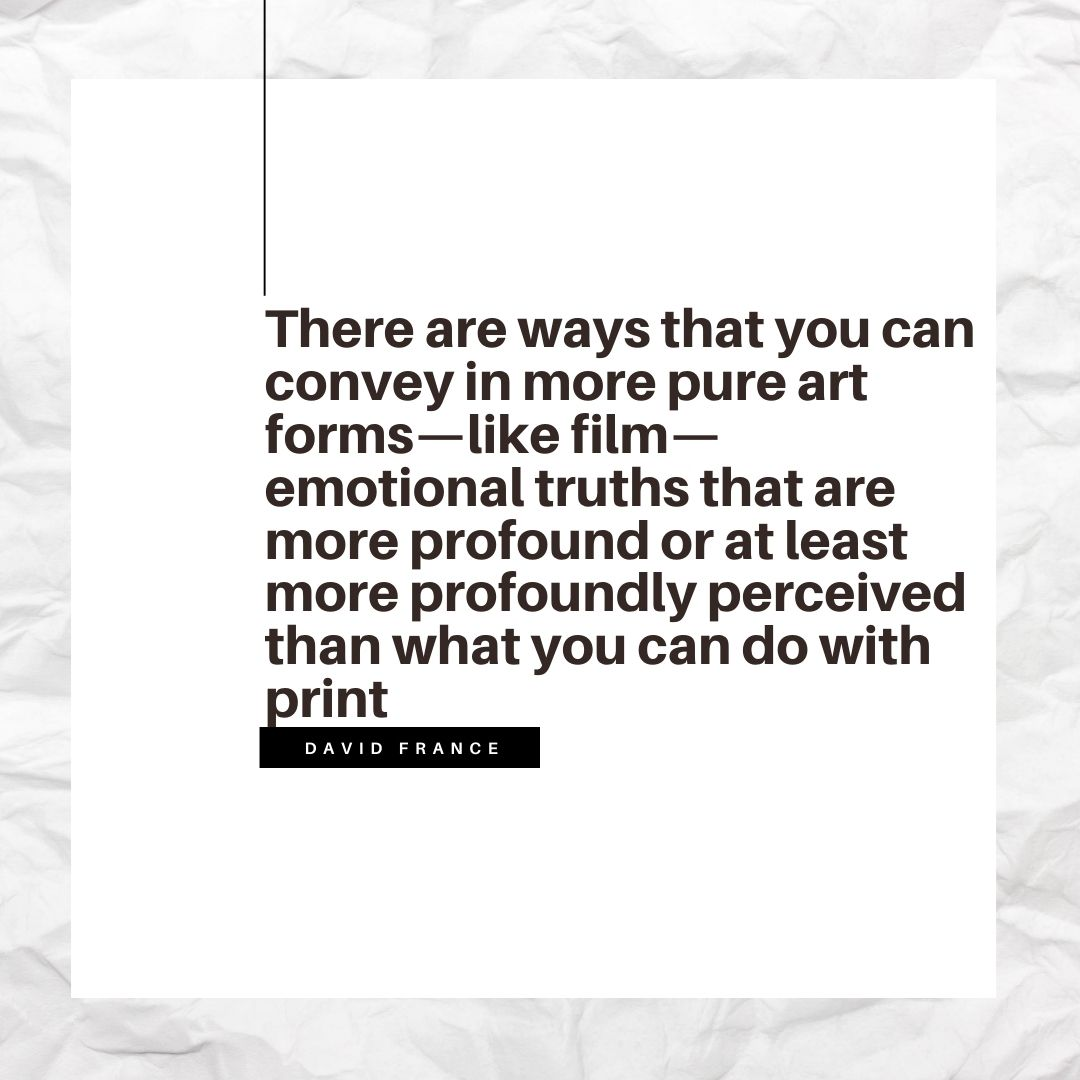 There are ways that you can
convey in more pure art
forms—like film—
emotional truths that are
more profound or at least
more profoundly perceived
than what you can do with
print
DAVID FRANCE